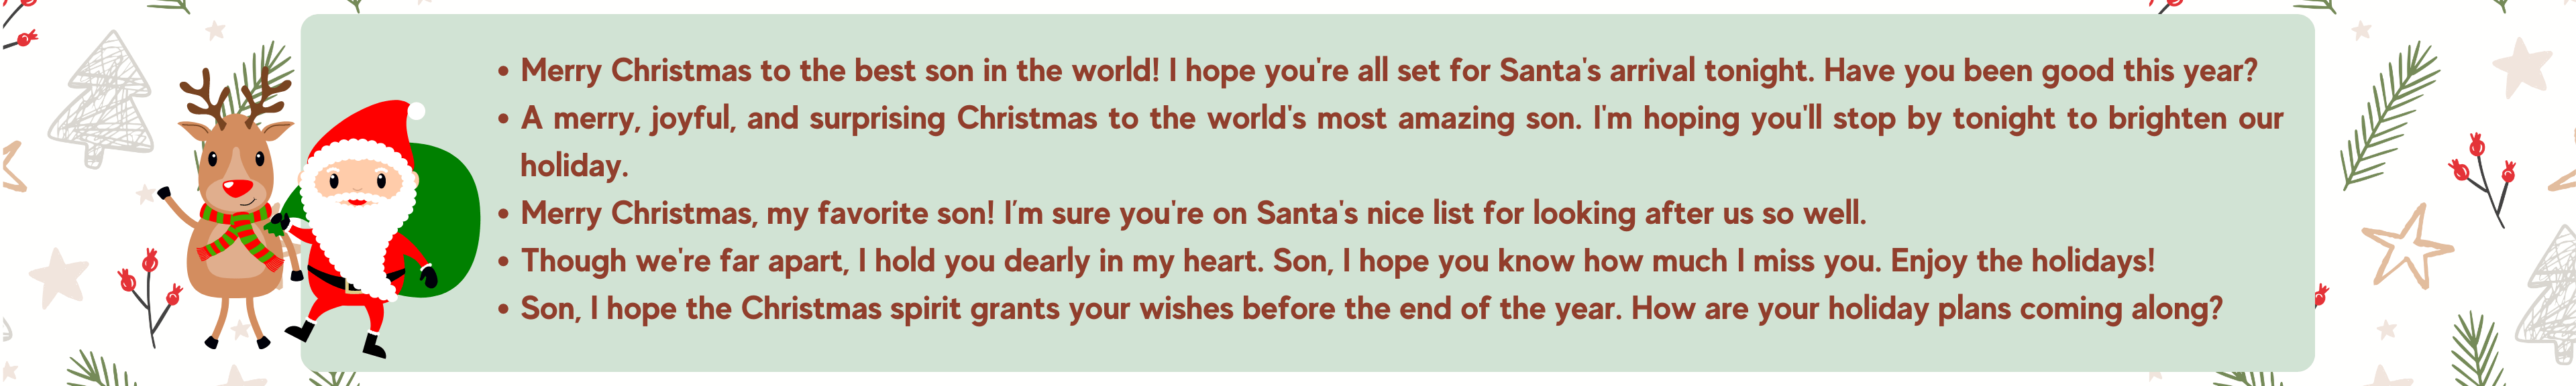 • Merry Christmas to the best son in the world! I hope you're all set for Santa's arrival tonight. Have you been good this year?
• A merry, joyful, and surprising Christmas to the world's most amazing son. I'm hoping you'll stop by tonight to brighten our
holiday.
• Merry Christmas, my favorite son! I'm sure you're on Santa's nice list for looking after us so well.
• Though we're far apart, I hold you dearly in my heart. Son, I hope you know how much I miss you. Enjoy the holidays!
• Son, I hope the Christmas spirit grants your wishes before the end of the year. How are your holiday plans coming along?